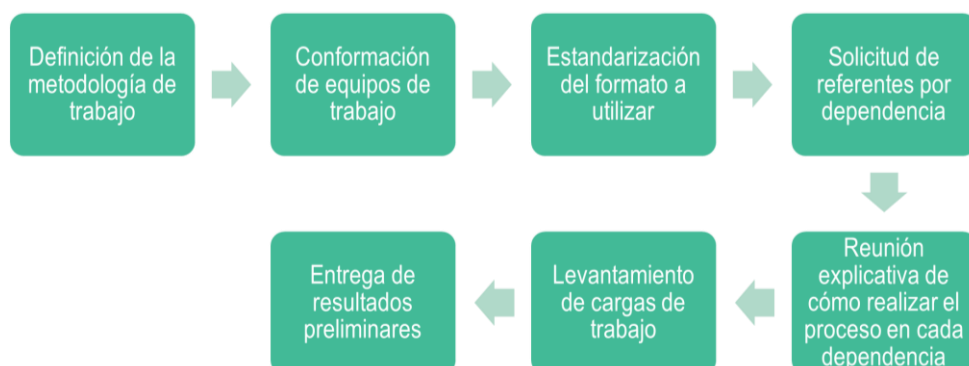 Definición de la
metodología de
trabajo
Conformación
de equipos de
trabajo
Estandarización
del formato a
utilizar
Solicitud de
referentes por
dependencia
Reunión
explicativa de
cómo realizar el
proceso en cada
dependencia
Levantamiento
de cargas de
trabajo
Entrega de
resultados
preliminares